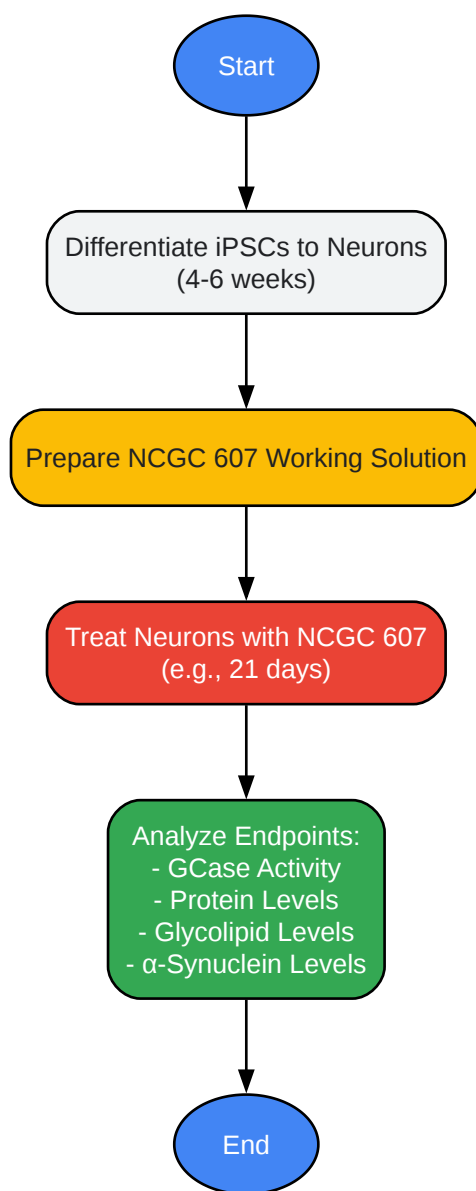 Start
Differentiate iPSCs to Neurons
(4-6 weeks)
Prepare NCGC 607 Working Solution
Treat Neurons with NCGC 607
(e.g., 21 days)
Analyze Endpoints:
- GCase Activity
- Protein Levels
- Glycolipid Levels
- α-Synuclein Levels
End